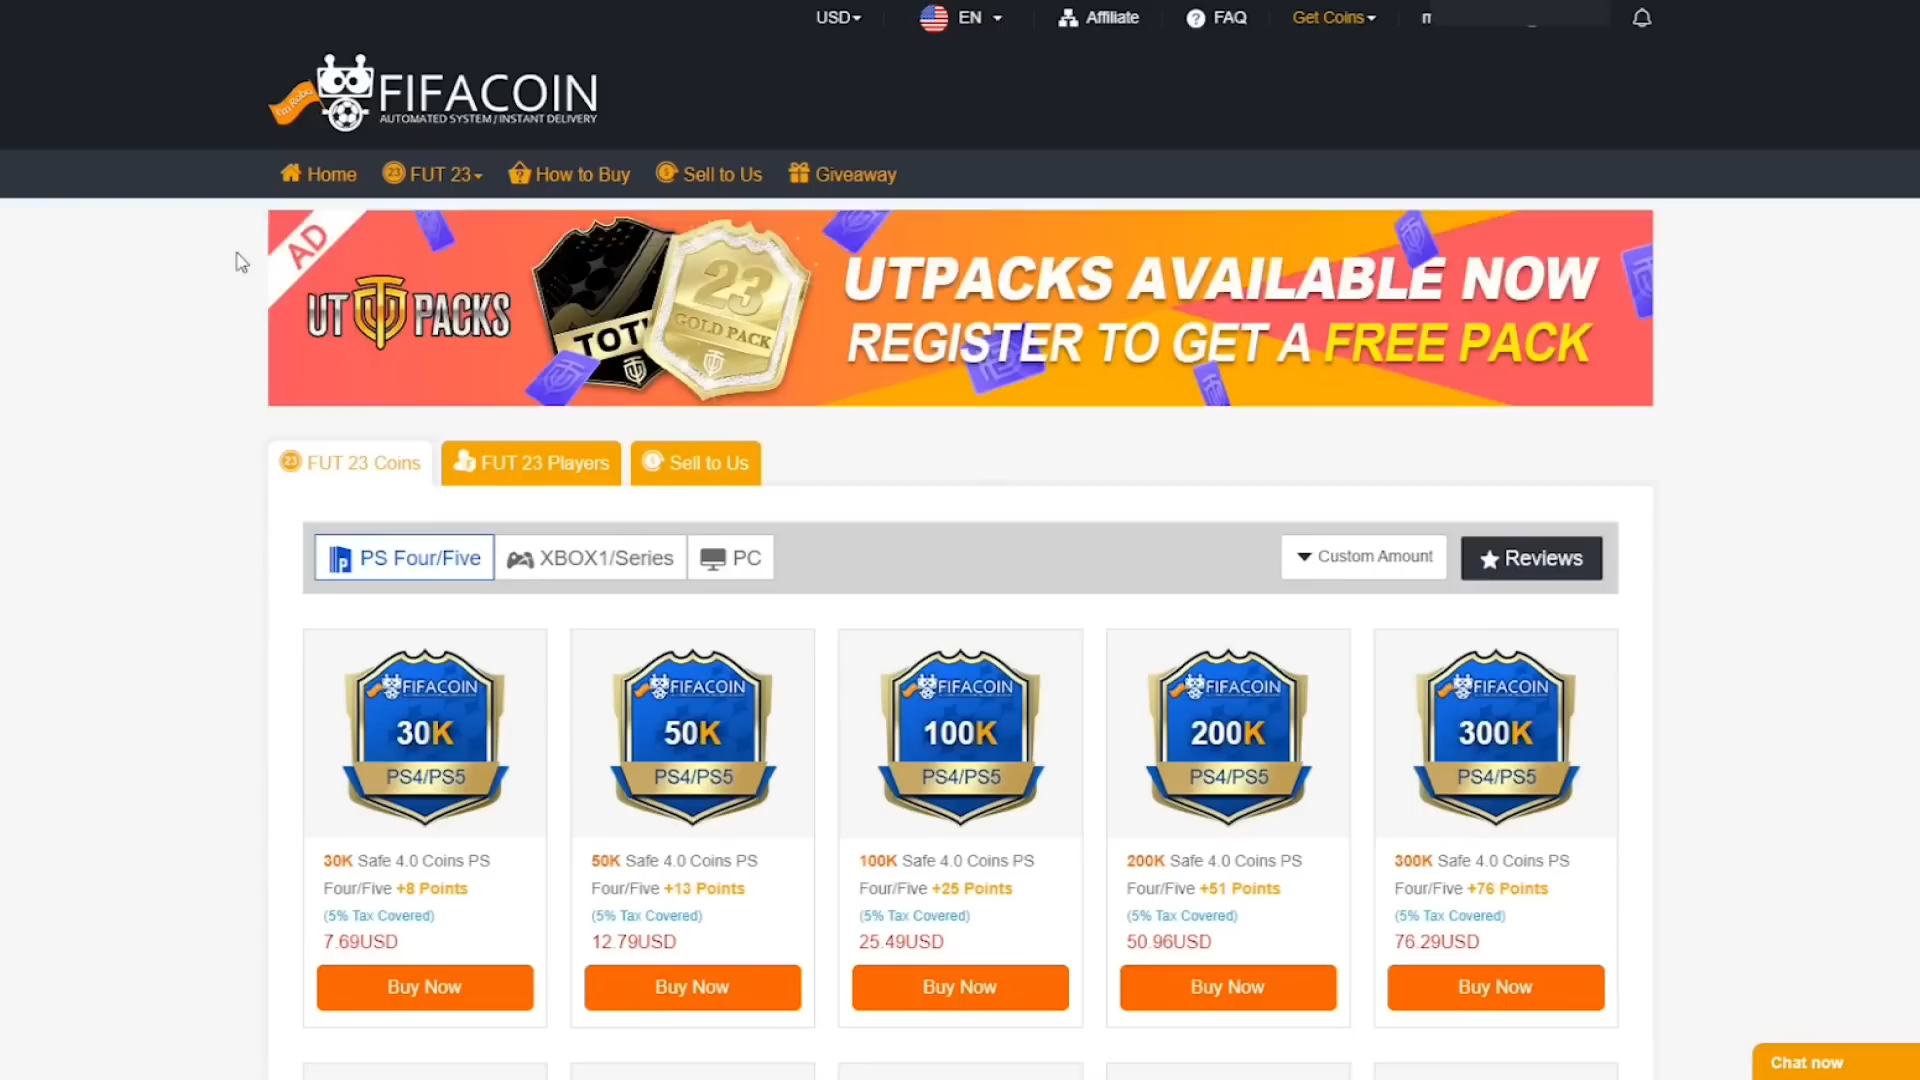 USD
EN
Affiliate
FAQ
Get Coins
I'm Robo
FIFACOIN
AUTOMATED SYSTEM / INSTANT DELIVERY
Home
23 FUT 23
How to Buy
Sell to Us
Giveaway
AD
UT PACKS
TOT
23
GOLD PACK
UTPACKS AVAILABLE NOW
REGISTER TO GET A FREE PACK
23 FUT 23 Coins
FUT 23 Players
Sell to Us
PS Four/Five
XBOX1/Series
PC
Custom Amount
Reviews
FIFACOIN
30K
PS4/PS5
30K Safe 4.0 Coins PS
Four/Five +8 Points
(5% Tax Covered)
7.69USD
Buy Now
FIFACOIN
50K
PS4/PS5
50K Safe 4.0 Coins PS
Four/Five +13 Points
(5% Tax Covered)
12.79USD
Buy Now
FIFACOIN
100K
PS4/PS5
100K Safe 4.0 Coins PS
Four/Five +25 Points
(5% Tax Covered)
25.49USD
Buy Now
FIFACOIN
200K
PS4/PS5
200K Safe 4.0 Coins PS
Four/Five +51 Points
(5% Tax Covered)
50.96USD
Buy Now
FIFACOIN
300K
PS4/PS5
300K Safe 4.0 Coins PS
Four/Five +76 Points
(5% Tax Covered)
76.29USD
Buy Now
Chat now